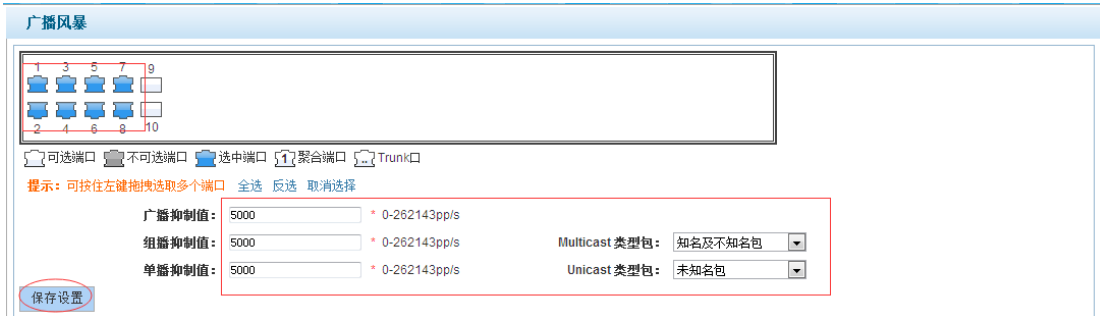 广播风暴
1 3 5 7 9
2 4 6 8 10
可选端口 不可选端口 选中端口 1 聚合端口 Trunk口
提示：可按住左键拖拽选取多个端口 全选 反选 取消选择
广播抑制值： 5000 * 0-262143pp/s
组播抑制值： 5000 * 0-262143pp/s Multicast 类型包： 知名及不知名包
单播抑制值： 5000 * 0-262143pp/s Unicast 类型包： 未知名包
保存设置